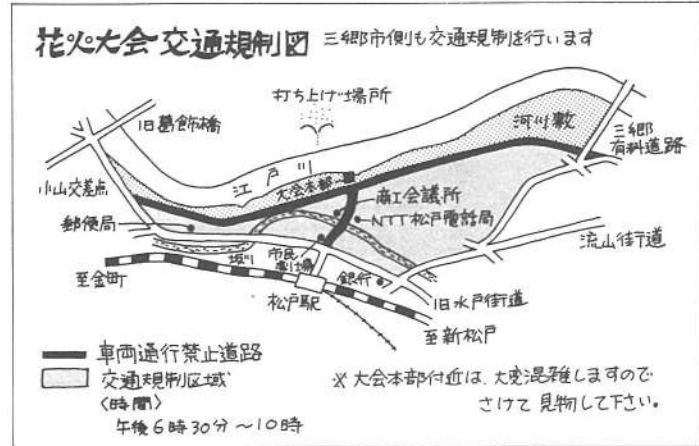 花火大会 交通規制図 三郷市側も交通規制を行います
打ち上げ場所
旧葛飾橋
河川敷
三郷
有料道路
江戸川
小山交差点
大会本部
商工会議所
郵便局
NTT松戸電話局
坂川
市民
劇場
流山街道
至金町
銀行
松戸駅
旧水戸街道
至新松戸
車両通行禁止道路
交通規制区域
〈時間〉
午後6時30分～10時
※ 大会本部付近は、大変混雑しますので
さけて見物して下さい。